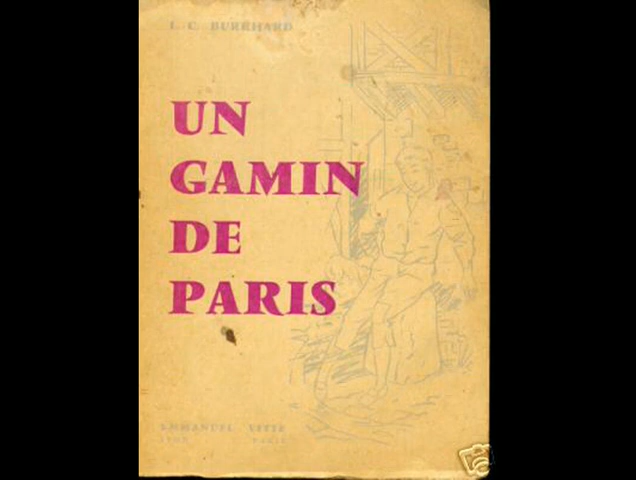 L. C. BURKHARD
UN
GAMIN
DE
PARIS
EMMANUEL VITTE
LYON PARIS